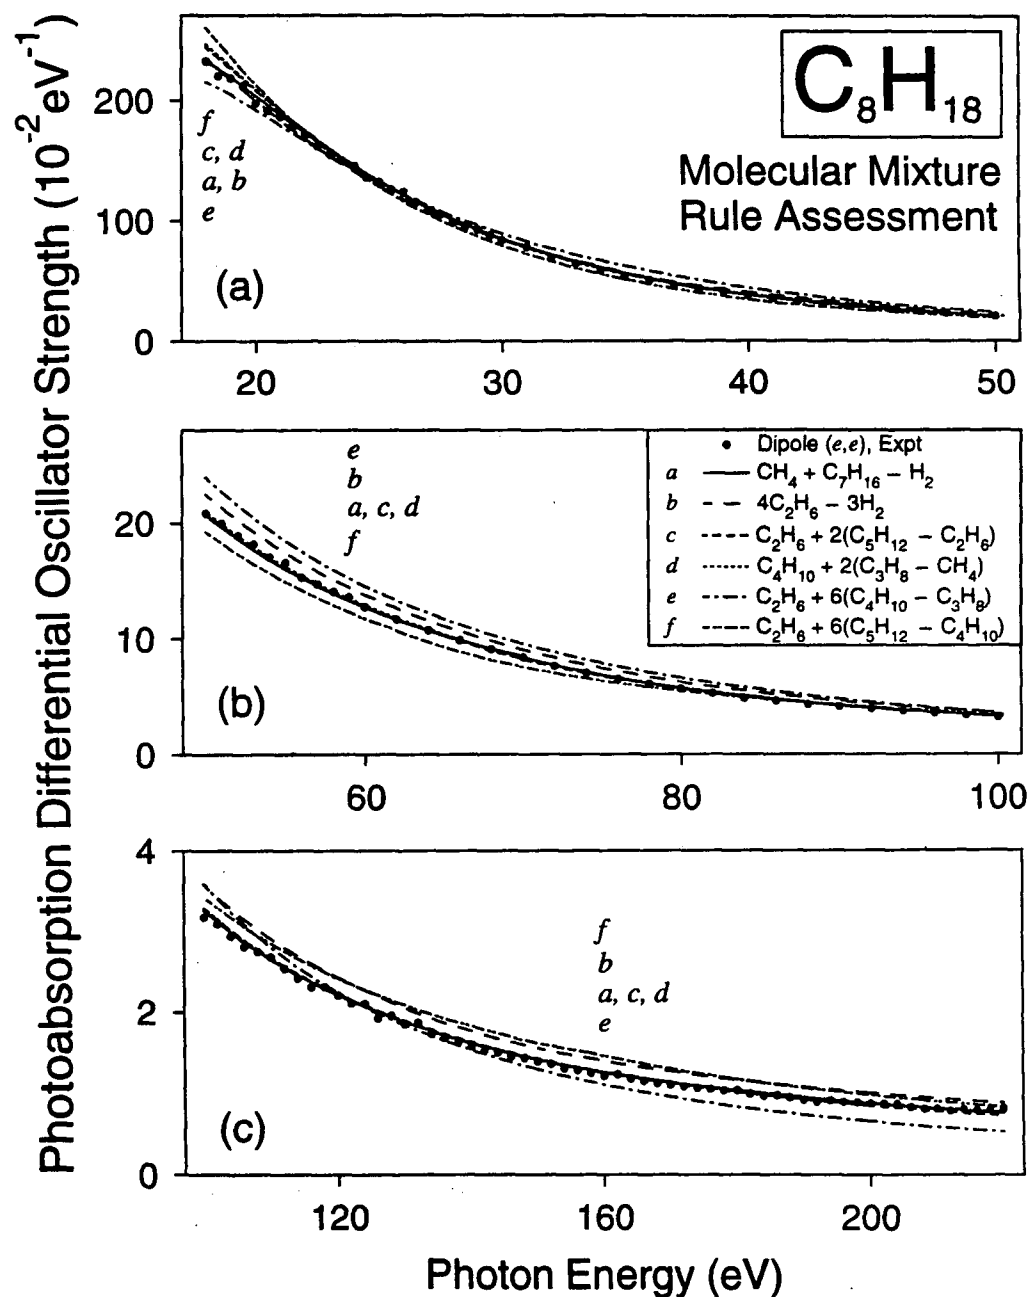 Photoabsorption Differential Oscillator Strength (10⁻² eV⁻¹)
C₈H₁₈
Molecular Mixture
Rule Assessment
200
100
0
f
c, d
a, b
e
(a)
20 30 40 50
e
b
a, c, d
f
20
10
0
(b)
• Dipole (e,e), Expt
a CH₄ + C₇H₁₆ − H₂
b 4C₂H₆ − 3H₂
c C₂H₆ + 2(C₅H₁₂ − C₂H₆)
d C₄H₁₀ + 2(C₃H₈ − CH₄)
e C₂H₆ + 6(C₄H₁₀ − C₃H₈)
f C₂H₆ + 6(C₅H₁₂ − C₄H₁₀)
60 80 100
4
2
0
f
b
a, c, d
e
(c)
120 160 200
Photon Energy (eV)